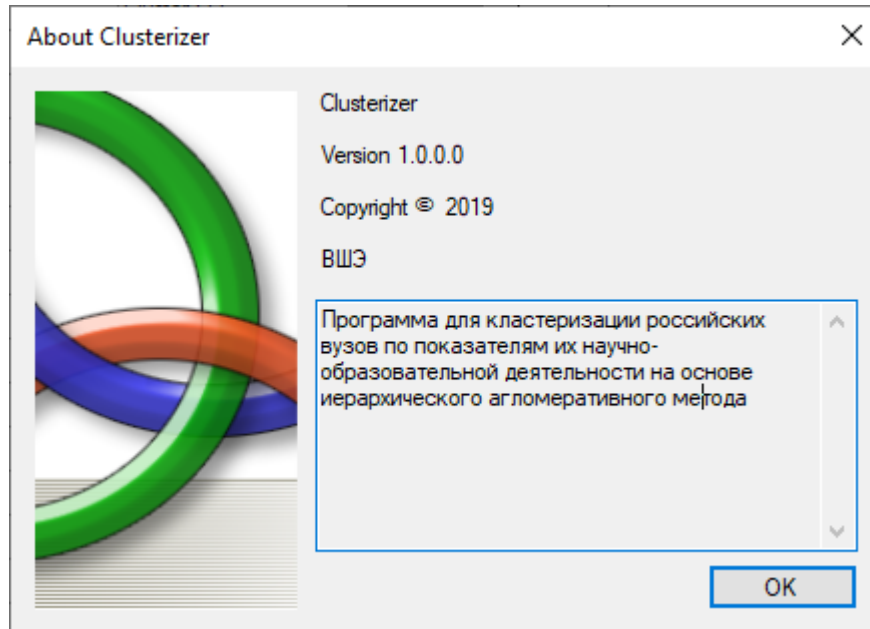 About Clusterizer
Clusterizer
Version 1.0.0.0
Copyright © 2019
ВШЭ
Программа для кластеризации российских
вузов по показателям их научно-
образовательной деятельности на основе
иерархического агломеративного метода
OK